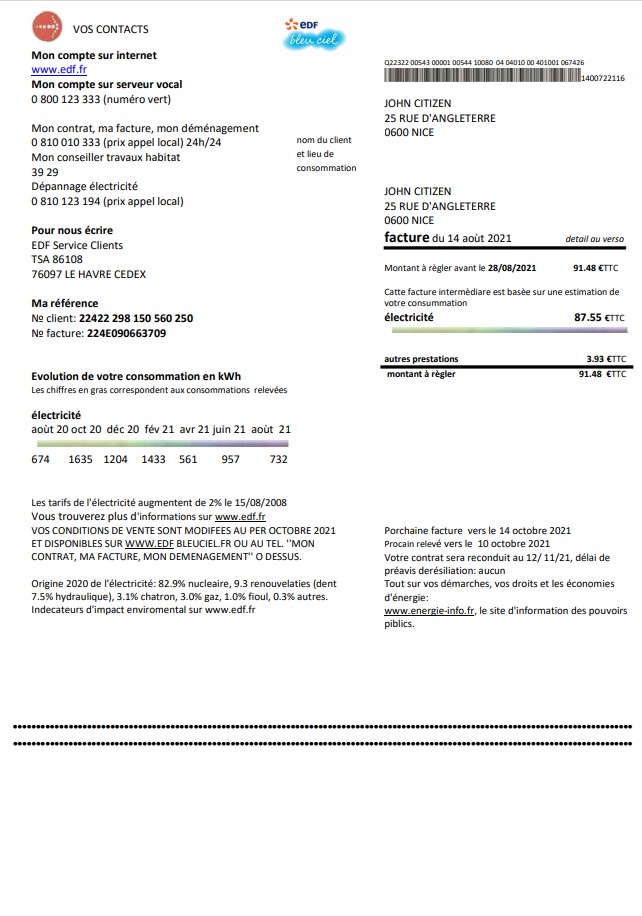 VOS CONTACTS
Mon compte sur internet
www.edf.fr
Mon compte sur serveur vocal
0 800 123 333 (numéro vert)
Mon contrat, ma facture, mon déménagement
0 810 010 333 (prix appel local) 24h/24
Mon conseiller travaux habitat
39 29
Dépannage électricité
0 810 123 194 (prix appel local)
Pour nous écrire
EDF Service Clients
TSA 86108
76097 LE HAVRE CEDEX
Ma référence
№ client: 22422 298 150 560 250
№ facture: 224E090663709
Evolution de votre consommation en kWh
Les chiffres en gras correspondent aux consommations relevées
électricité
aoùt 20 oct 20 déc 20 fév 21 avr 21 juin 21 aoùt 21
674 1635 1204 1433 561 957 732
Les tarifs de l'électricité augmentent de 2% le 15/08/2008
Vous trouverez plus d'informations sur www.edf.fr
VOS CONDITIONS DE VENTE SONT MODIFEES AU PER OCTOBRE 2021
ET DISPONIBLES SUR WWW.EDF BLEUCIEL.FR OU AU TEL. ''MON
CONTRAT, MA FACTURE, MON DEMENAGEMENT'' O DESSUS.
Origine 2020 de l'électricité: 82.9% nucleaire, 9.3 renouvelaties (dent
7.5% hydraulique), 3.1% chatron, 3.0% gaz, 1.0% fioul, 0.3% autres.
Indecateurs d'impact enviromental sur www.edf.fr
edf
bleu ciel
nom du client
et lieu de
consommation
Q22322 00543 00001 00544 10080 04 04010 00 401001 067426
1400722116
JOHN CITIZEN
25 RUE D'ANGLETERRE
0600 NICE
JOHN CITIZEN
25 RUE D'ANGLETERRE
0600 NICE
facture du 14 aoùt 2021 detail au verso
Montant à règler avant le 28/08/2021 91.48 €TTC
Catte facture intermèdiaire est basèe sur une estimation de
votre consummation
électricité 87.55 €TTC
autres prestations 3.93 €TTC
montant à règler 91.48 €TTC
Porchaine facture vers le 14 octobre 2021
Procain relevé vers le 10 octobre 2021
Votre contrat sera reconduit au 12/ 11/21, délai de
préavis derésiliation: aucun
Tout sur vos démarches, vos droits et les économies
d'énergie:
www.energie-info.fr, le site d'information des pouvoirs
piblics.